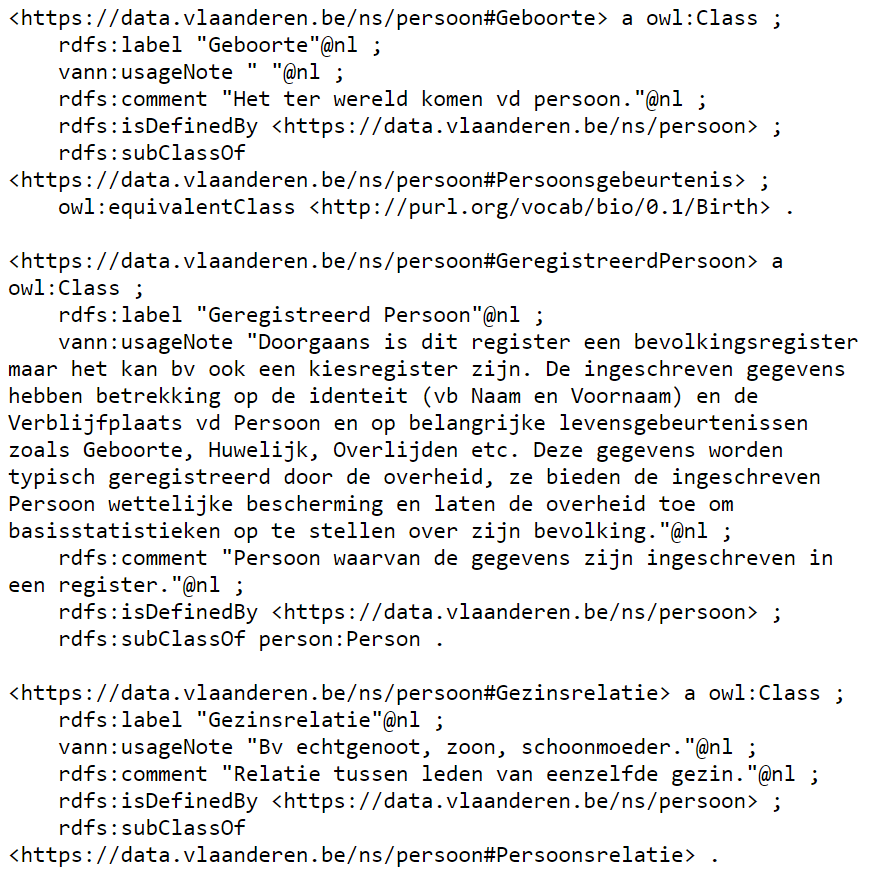 <https://data.vlaanderen.be/ns/persoon#Geboorte> a owl:Class ;
    rdfs:label "Geboorte"@nl ;
    vann:usageNote " "@nl ;
    rdfs:comment "Het ter wereld komen vd persoon."@nl ;
    rdfs:isDefinedBy <https://data.vlaanderen.be/ns/persoon> ;
    rdfs:subClassOf
<https://data.vlaanderen.be/ns/persoon#Persoonsgebeurtenis> ;
    owl:equivalentClass <http://purl.org/vocab/bio/0.1/Birth> .

<https://data.vlaanderen.be/ns/persoon#GeregistreerdPersoon> a
owl:Class ;
    rdfs:label "Geregistreerd Persoon"@nl ;
    vann:usageNote "Doorgaans is dit register een bevolkingsregister
maar het kan bv ook een kiesregister zijn. De ingeschreven gegevens
hebben betrekking op de identeit (vb Naam en Voornaam) en de
Verblijfplaats vd Persoon en op belangrijke levensgebeurtenissen
zoals Geboorte, Huwelijk, Overlijden etc. Deze gegevens worden
typisch geregistreerd door de overheid, ze bieden de ingeschreven
Persoon wettelijke bescherming en laten de overheid toe om
basisstatistieken op te stellen over zijn bevolking."@nl ;
    rdfs:comment "Persoon waarvan de gegevens zijn ingeschreven in
een register."@nl ;
    rdfs:isDefinedBy <https://data.vlaanderen.be/ns/persoon> ;
    rdfs:subClassOf person:Person .

<https://data.vlaanderen.be/ns/persoon#Gezinsrelatie> a owl:Class ;
    rdfs:label "Gezinsrelatie"@nl ;
    vann:usageNote "Bv echtgenoot, zoon, schoonmoeder."@nl ;
    rdfs:comment "Relatie tussen leden van eenzelfde gezin."@nl ;
    rdfs:isDefinedBy <https://data.vlaanderen.be/ns/persoon> ;
    rdfs:subClassOf
<https://data.vlaanderen.be/ns/persoon#Persoonsrelatie> .